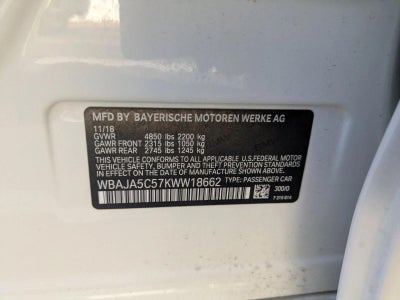 MFD BY BAYERISCHE MOTOREN WERKE AG
11/18
GVWR 4850 lbs 2200 kg
GAWR FRONT 2315 lbs 1050 kg
GAWR REAR 2745 lbs 1245 kg
THIS VEHICLE CONFORMS TO ALL APPLICABLE U.S.FEDERAL MOTOR
VEHICLE SAFETY, BUMPER, AND THEFT PREVENTION STANDARDS IN
EFFECT ON THE DATE OF MANUFACTURE SHOWN ABOVE.
WBAJA5C57KWW18662 TYPE: PASSENGER CAR
300/0